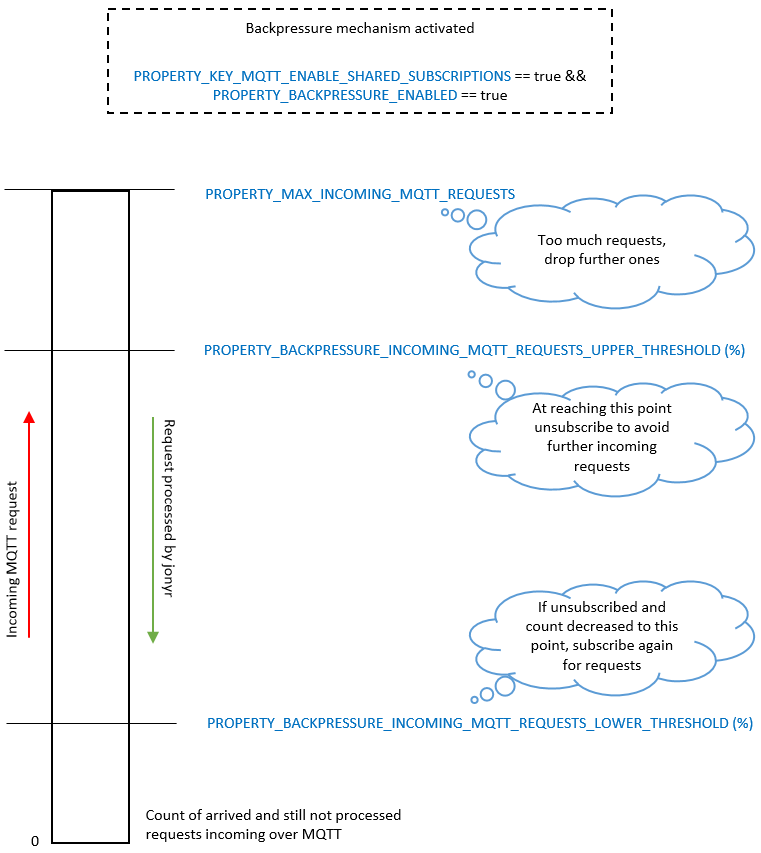 Backpressure mechanism activated
PROPERTY_KEY_MQTT_ENABLE_SHARED_SUBSCRIPTIONS == true &&
PROPERTY_BACKPRESSURE_ENABLED == true
PROPERTY_MAX_INCOMING_MQTT_REQUESTS
Too much requests,
drop further ones
PROPERTY_BACKPRESSURE_INCOMING_MQTT_REQUESTS_UPPER_THRESHOLD (%)
At reaching this point
unsubscribe to avoid
further incoming
requests
Incoming MQTT request
Request processed by jonyr
If unsubscribed and
count decreased to this
point, subscribe again
for requests
PROPERTY_BACKPRESSURE_INCOMING_MQTT_REQUESTS_LOWER_THRESHOLD (%)
Count of arrived and still not processed
requests incoming over MQTT
0